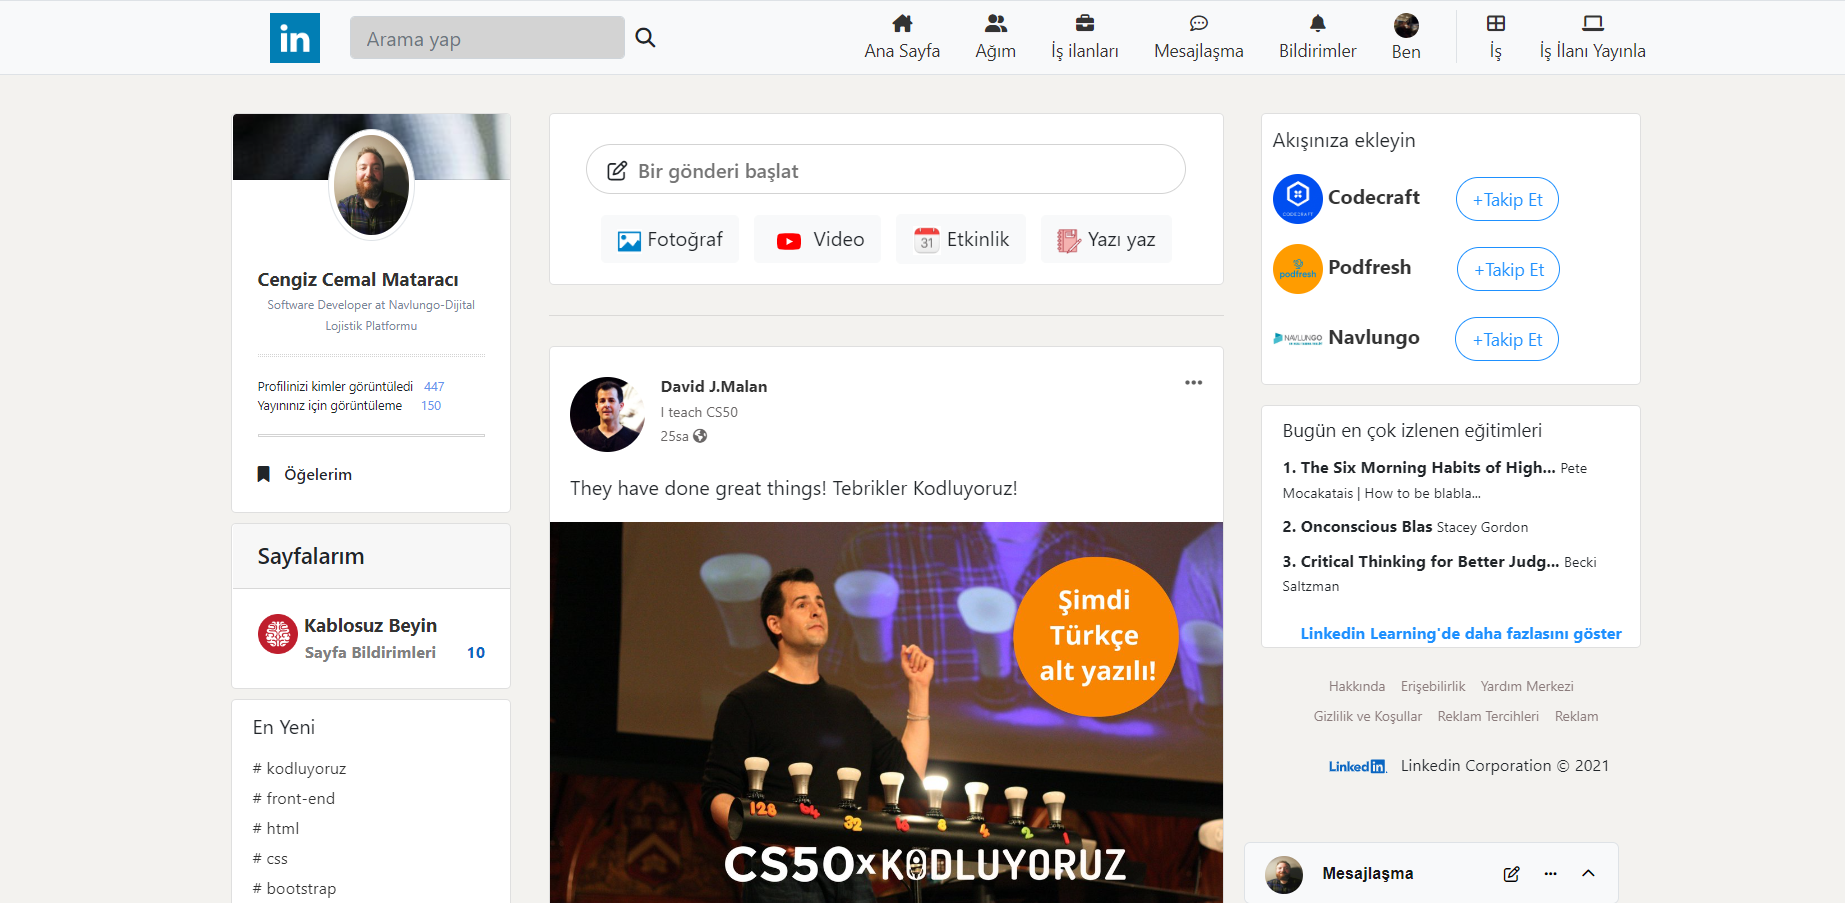 in
Arama yap
Ana Sayfa
Ağım
İş ilanları
Mesajlaşma
Bildirimler
Ben
İş
İş İlanı Yayınla
Cengiz Cemal Mataracı
Software Developer at Navlungo-Dijital
Lojistik Platformu
Profilinizi kimler görüntüledi 447
Yayınınız için görüntüleme 150
Öğelerim
Sayfalarım
Kablosuz Beyin
Sayfa Bildirimleri 10
En Yeni
# kodluyoruz
# front-end
# html
# css
# bootstrap
Bir gönderi başlat
Fotoğraf
Video
31
Etkinlik
Yazı yaz
David J.Malan
I teach CS50
25sa
They have done great things! Tebrikler Kodluyoruz!
Şimdi
Türkçe
alt yazılı!
128 64 32 16 8 4 2 1
CS50xKODLUYORUZ
Akışınıza ekleyin
CODECRAFT
Codecraft
+Takip Et
podfresh
Podfresh
+Takip Et
NAVLUNGO
Navlungo
+Takip Et
Bugün en çok izlenen eğitimleri
1. The Six Morning Habits of High... Pete
Mocakatais | How to be blabla...
2. Onconscious Blas Stacey Gordon
3. Critical Thinking for Better Judg... Becki
Saltzman
Linkedin Learning'de daha fazlasını göster
Hakkında Erişebilirlik Yardım Merkezi
Gizlilik ve Koşullar Reklam Tercihleri Reklam
Linkedin Linkedin Corporation © 2021
Mesajlaşma